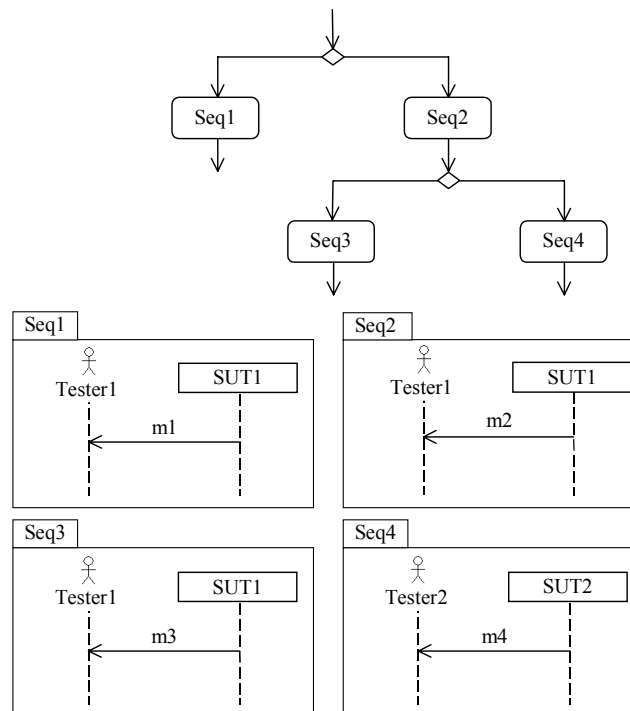 Seq1
Seq2
Seq3
Seq4
Seq1
Tester1
SUT1
m1
Seq2
Tester1
SUT1
m2
Seq3
Tester1
SUT1
m3
Seq4
Tester2
SUT2
m4